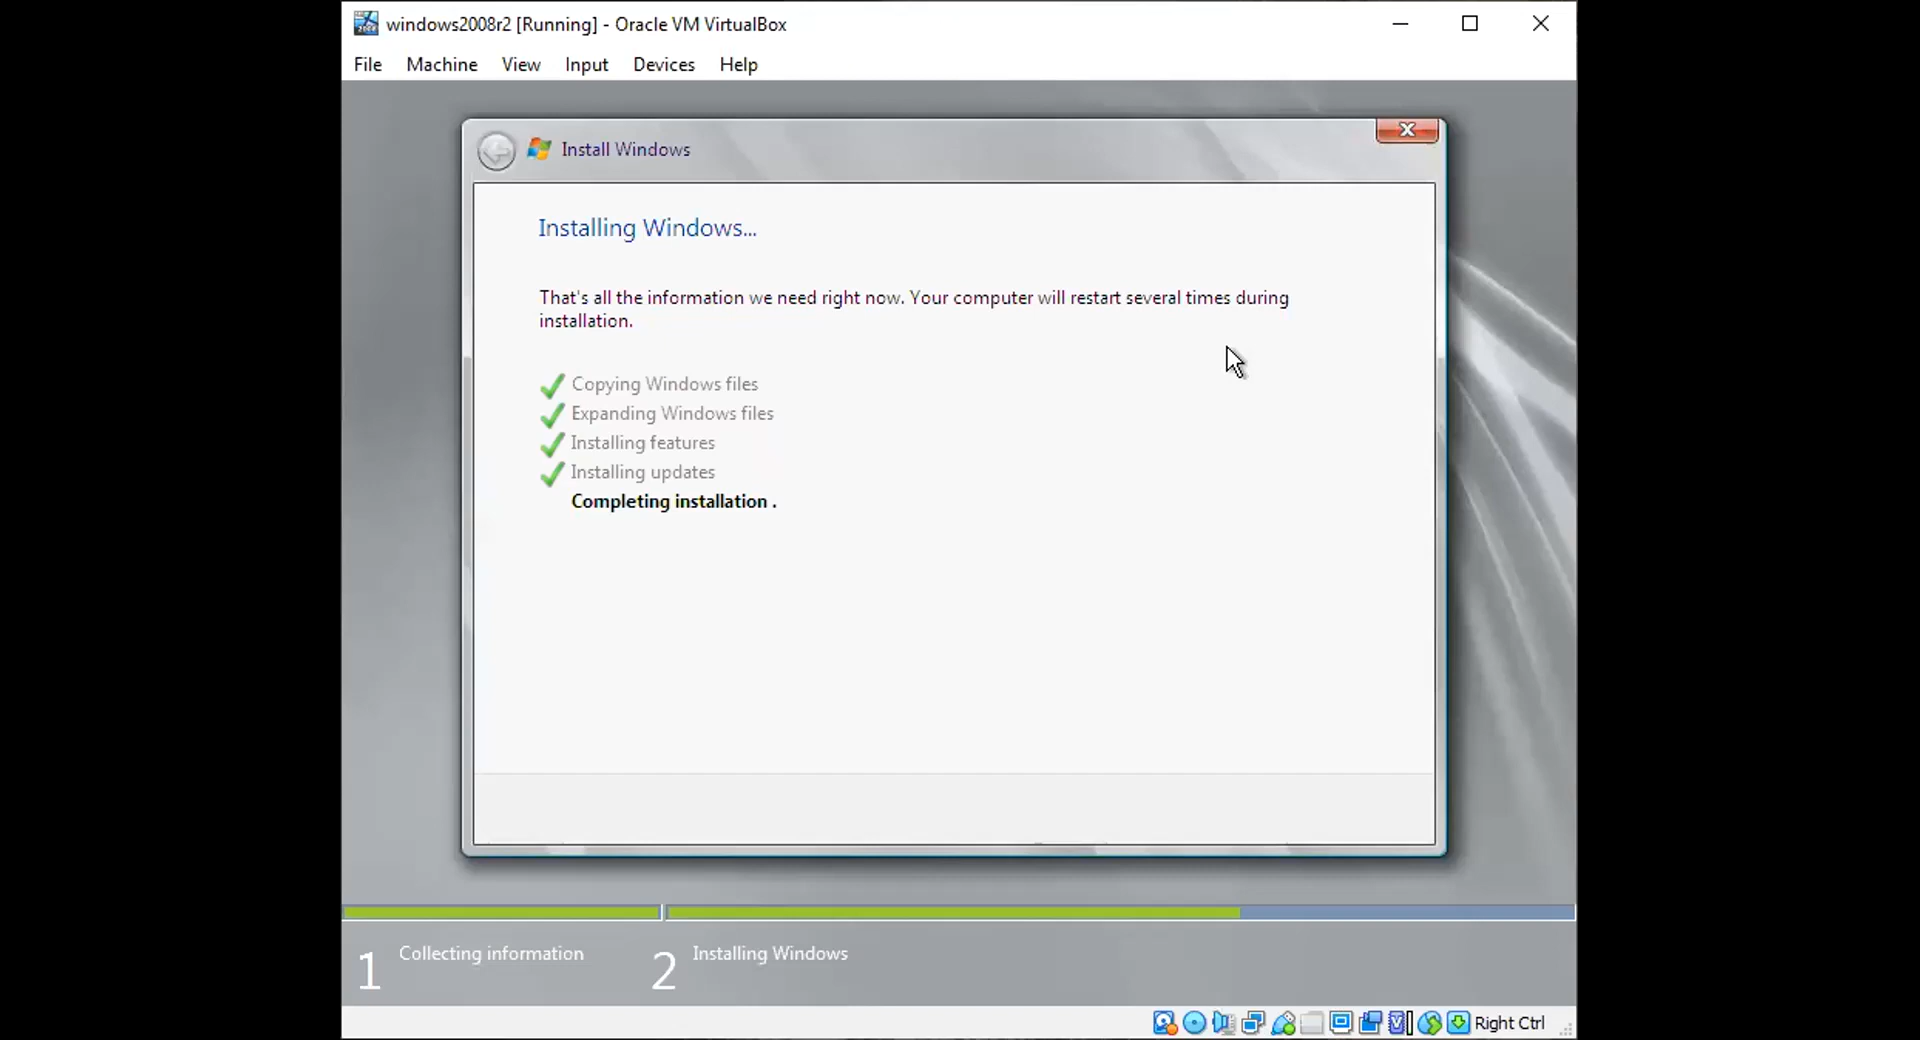 windows2008r2 [Running] - Oracle VM VirtualBox
File Machine View Input Devices Help
Install Windows
Installing Windows...
That's all the information we need right now. Your computer will restart several times during
installation.
Copying Windows files
Expanding Windows files
Installing features
Installing updates
Completing installation .
1 Collecting information 2 Installing Windows
Right Ctrl